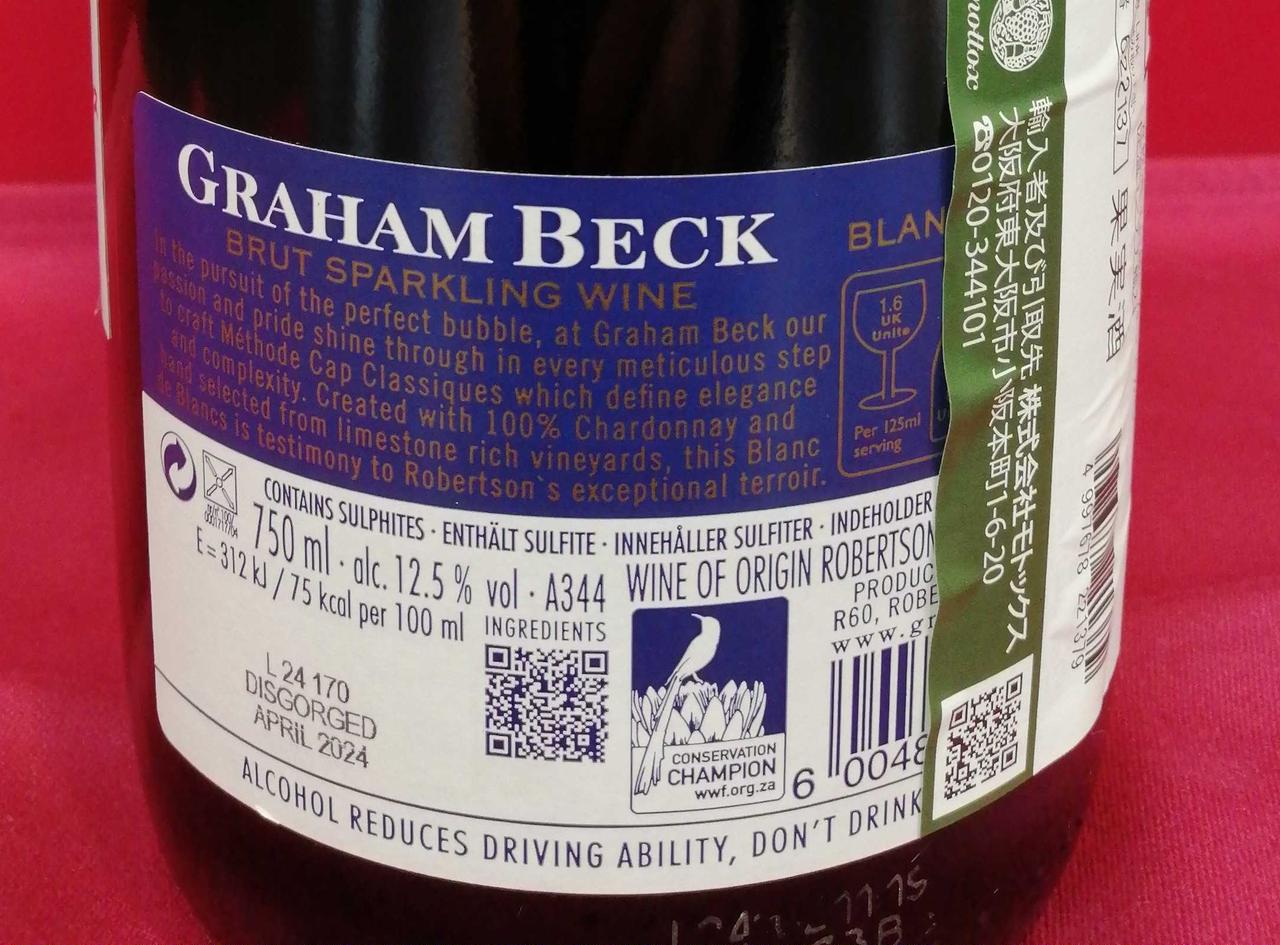 GRAHAM BECK
BRUT SPARKLING WINE
BLAN
In the pursuit of the perfect bubble, at Graham Beck our
passion and pride shine through in every meticulous step
to craft Méthode Cap Classiques which define elegance
and complexity. Created with 100% Chardonnay and
hand selected from limestone rich vineyards, this Blanc
de Blancs is testimony to Robertson`s exceptional terroir.
1.6
UK
Units
Per 125ml
serving
CONTAINS SULPHITES · ENTHÄLT SULFITE · INNEHÅLLER SULFITER · INDEHOLDER
750 ml · alc. 12.5 % vol · A344
WINE OF ORIGIN ROBERTSON
E = 312 kJ / 75 kcal per 100 ml
INGREDIENTS
PRODUC
R60, ROBE
www.gr
L 24 170
DISGORGED
APRIL 2024
CONSERVATION
CHAMPION
wwf.org.za
6 0048
ALCOHOL REDUCES DRIVING ABILITY, DON'T DRINK
mottox
輸入者及び引取先 株式会社モトックス
大阪府東大阪市小阪本町1-6-20
☎0120-344101
622137
果実酒
4 991678 221379